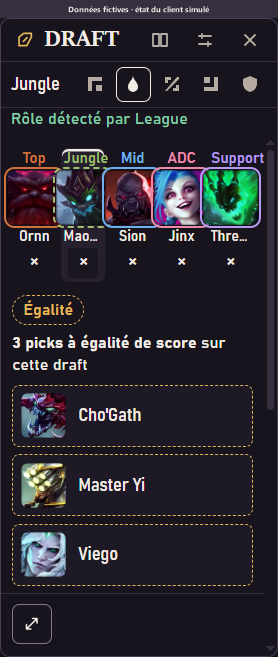 Données fictives · état du client simulé
DRAFT
Jungle
Rôle détecté par League
Top Jungle Mid ADC Support
Ornn Mao… Sion Jinx Thre…
× × × × ×
Égalité
3 picks à égalité de score sur
cette draft
Cho'Gath
Master Yi
Viego